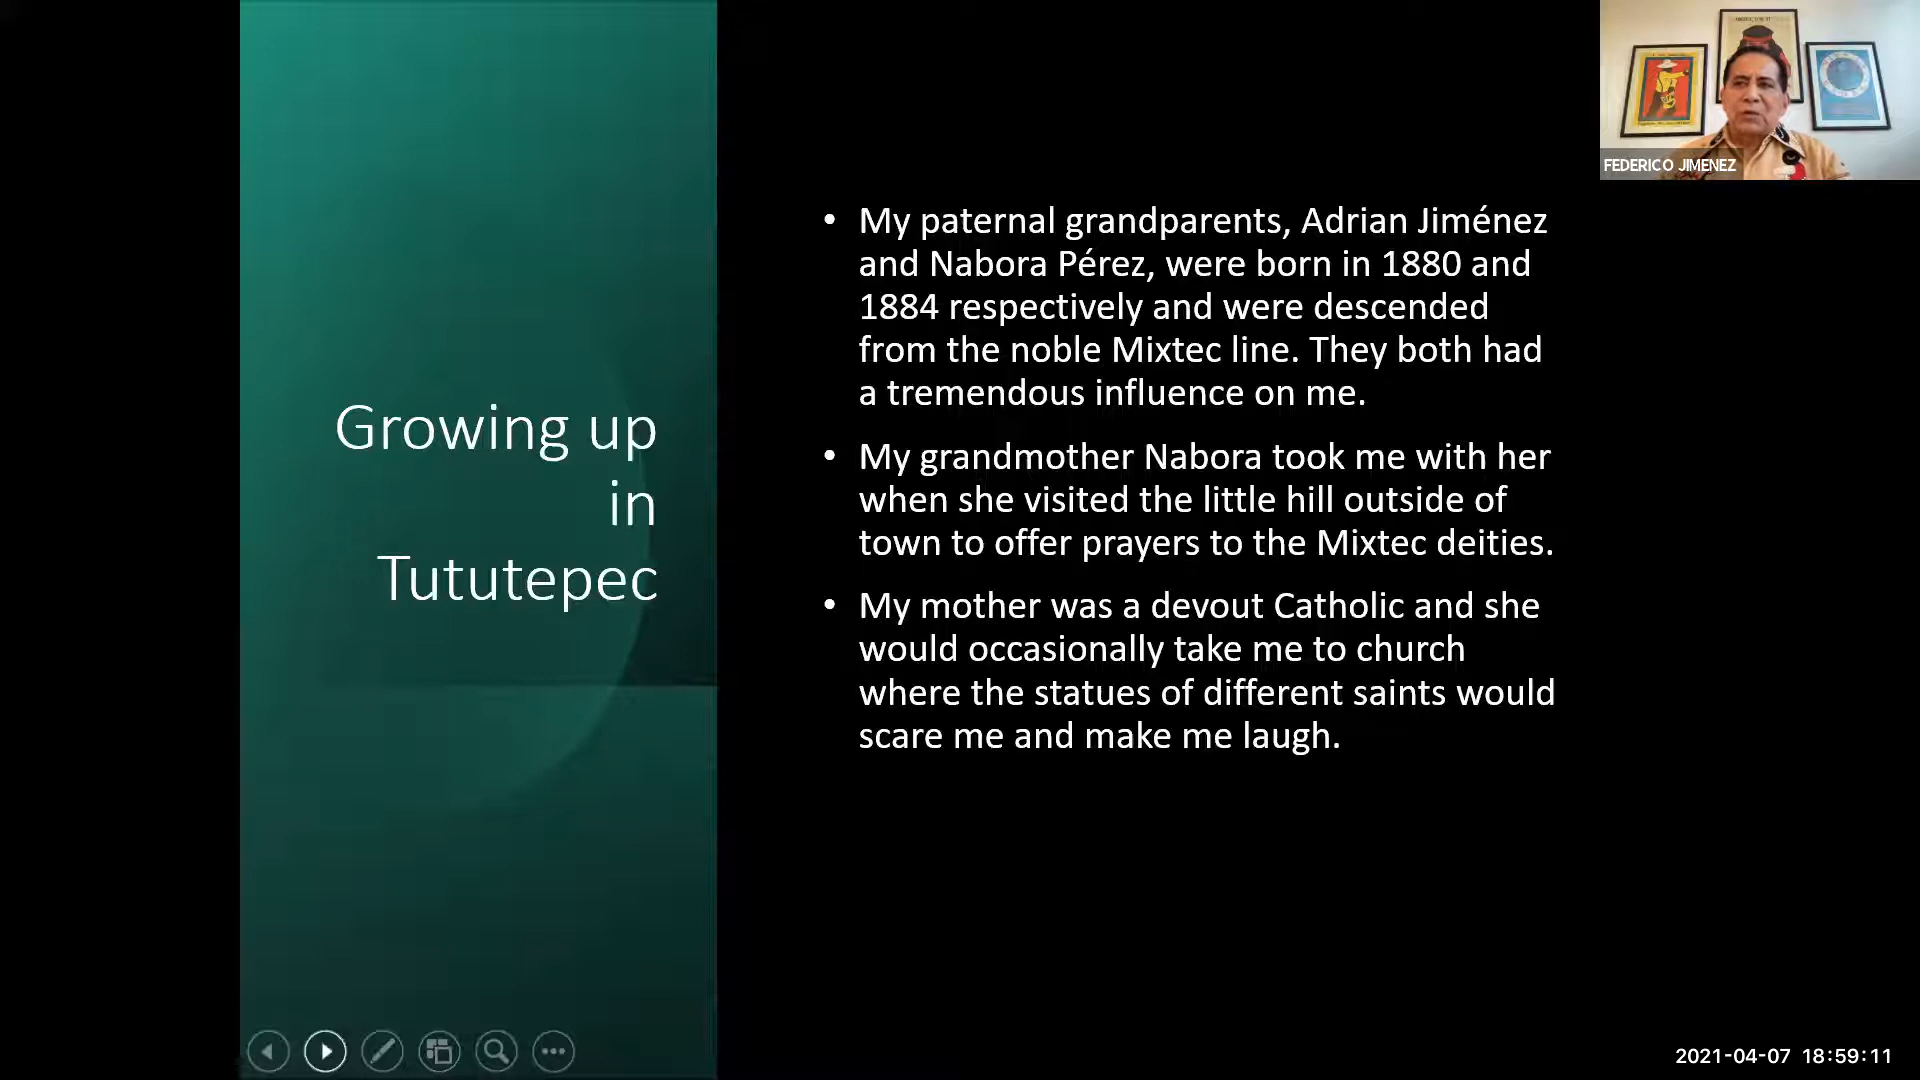 Growing up
in
Tututepec
• My paternal grandparents, Adrian Jiménez
and Nabora Pérez, were born in 1880 and
1884 respectively and were descended
from the noble Mixtec line. They both had
a tremendous influence on me.
• My grandmother Nabora took me with her
when she visited the little hill outside of
town to offer prayers to the Mixtec deities.
• My mother was a devout Catholic and she
would occasionally take me to church
where the statues of different saints would
scare me and make me laugh.
FEDERICO JIMENEZ
2021-04-07 18:59:11